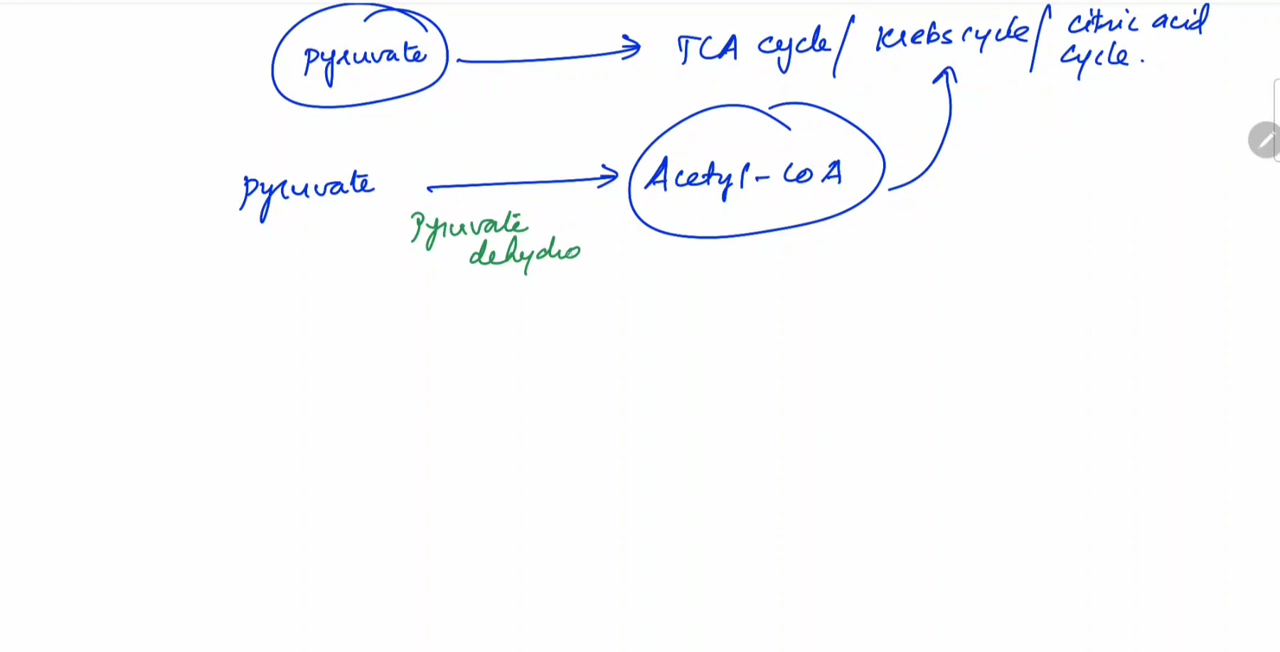 pyruvate → TCA cycle/ Krebs cycle/ citric acid
cycle.
pyruvate → Acetyl-CoA
Pyruvate
dehydro